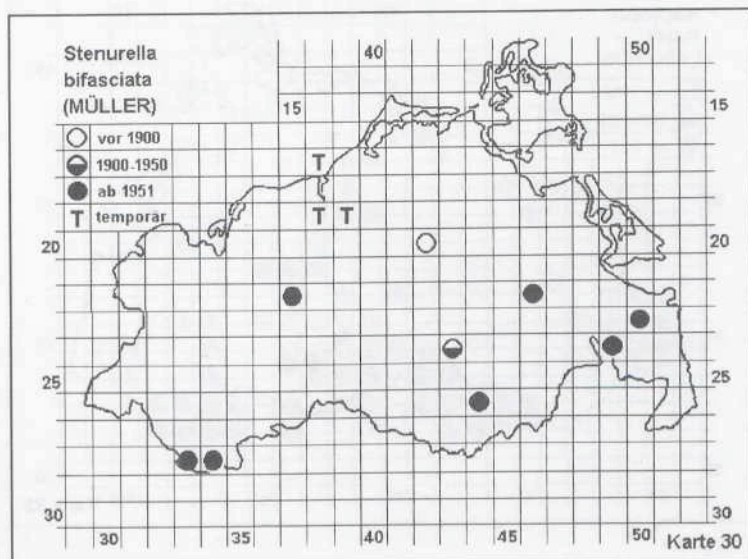 Stenurella
bifasciata
(MÜLLER)
vor 1900
1900-1950
ab 1951
T temporär
40
50
15
15
T
T T
20
20
25
25
30
30
30
35
40
45
50
Karte 30